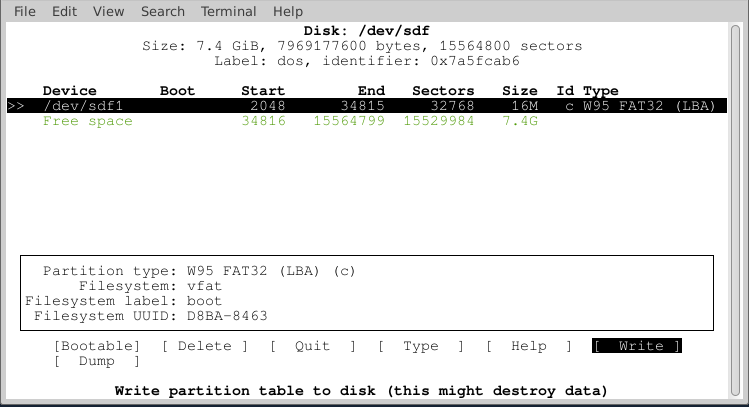 File Edit View Search Terminal Help
Disk: /dev/sdf
Size: 7.4 GiB, 7969177600 bytes, 15564800 sectors
Label: dos, identifier: 0x7a5fcab6
Device Boot Start End Sectors Size Id Type
>> /dev/sdf1 2048 34815 32768 16M c W95 FAT32 (LBA)
Free space 34816 15564799 15529984 7.4G
Partition type: W95 FAT32 (LBA) (c)
Filesystem: vfat
Filesystem label: boot
Filesystem UUID: D8BA-8463
[Bootable] [ Delete ] [ Quit ] [ Type ] [ Help ] [ Write ]
[ Dump ]
Write partition table to disk (this might destroy data)